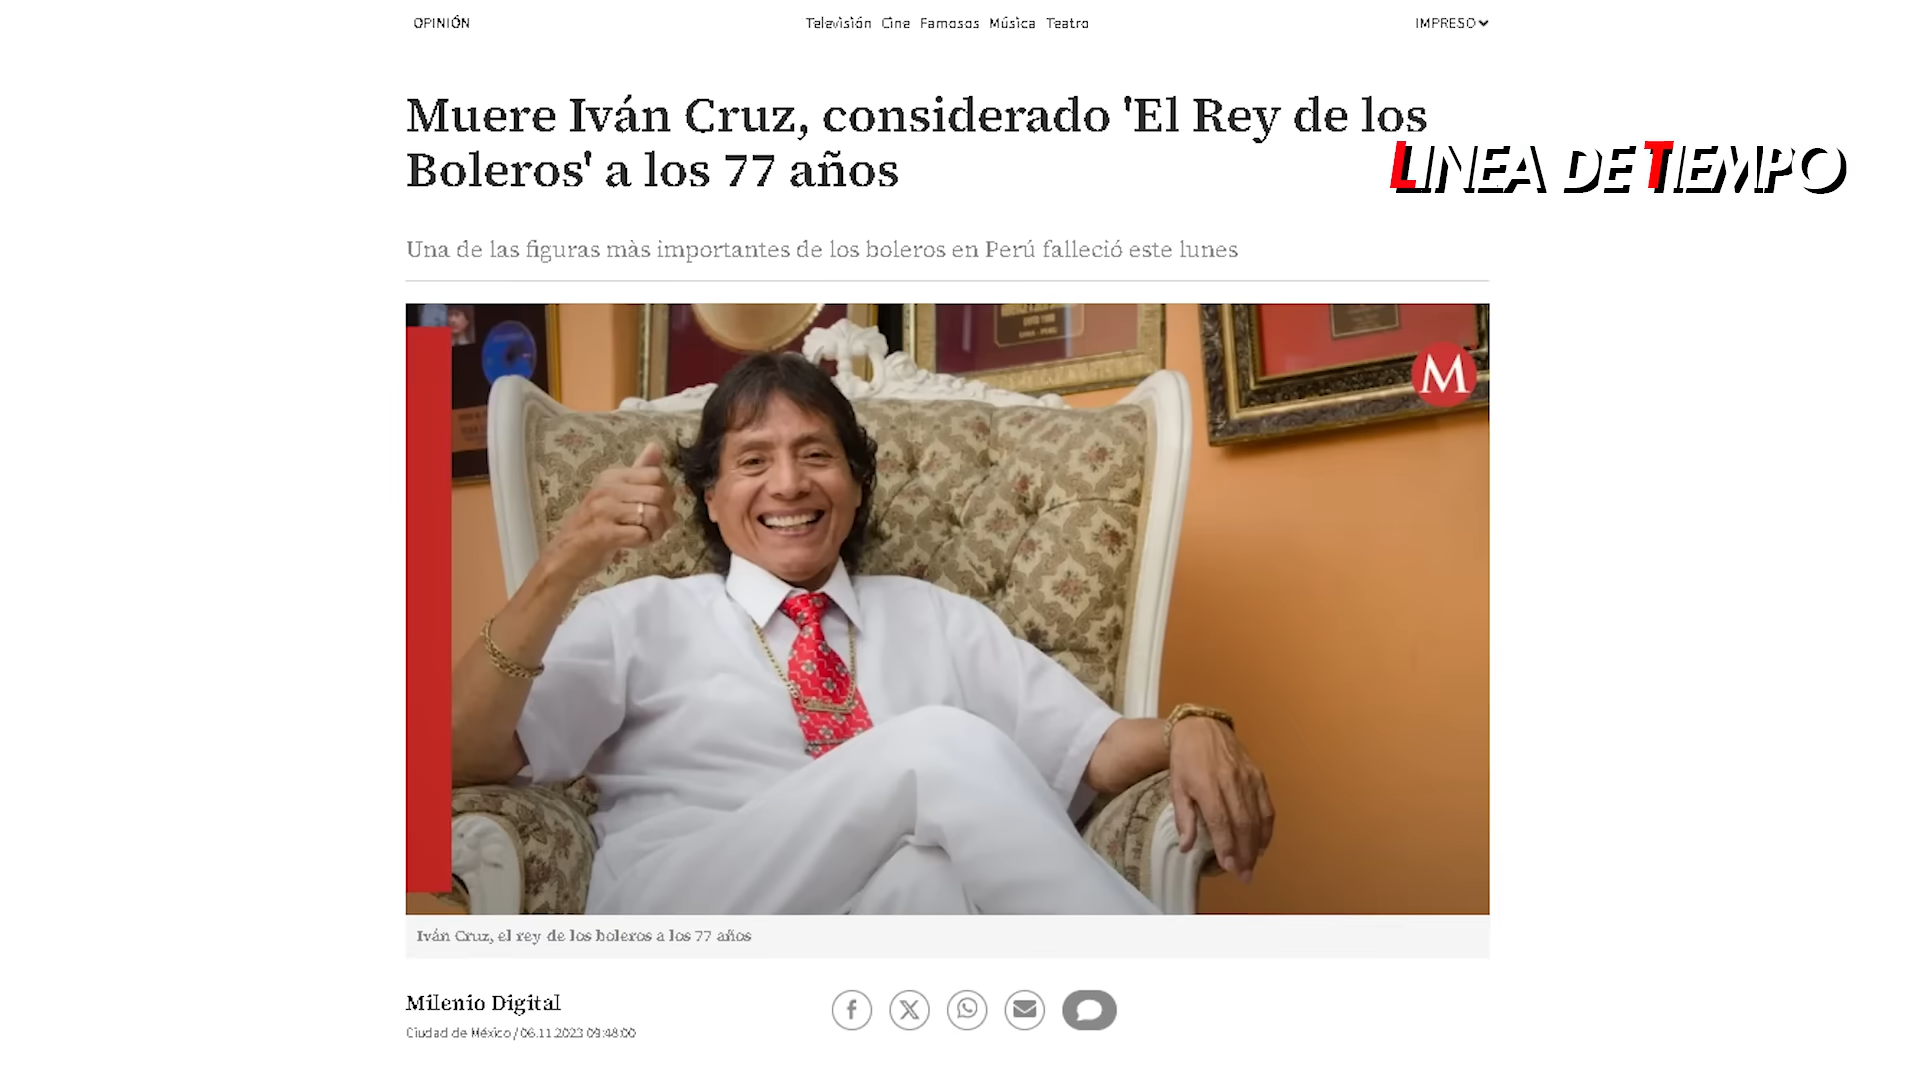 OPINIÓN
Televisión Cine Famosos Música Teatro
IMPRESO
Muere Iván Cruz, considerado 'El Rey de los
Boleros' a los 77 años
LINEA DE TIEMPO
Una de las figuras màs importantes de los boleros en Perú falleció este lunes
M
Iván Cruz, el rey de los boleros a los 77 años
Milenio Digital
Ciudad de México / 06.11.2023 09:48:00